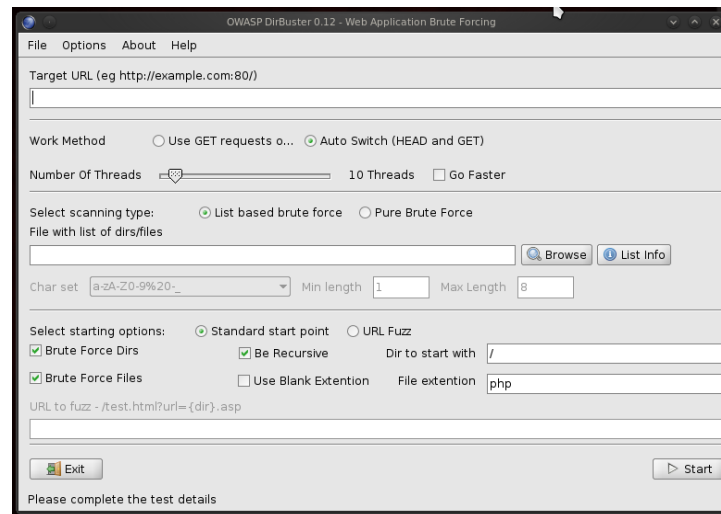 OWASP DirBuster 0.12 - Web Application Brute Forcing
File Options About Help
Target URL (eg http://example.com:80/)
Work Method Use GET requests o... Auto Switch (HEAD and GET)
Number Of Threads 10 Threads Go Faster
Select scanning type: List based brute force Pure Brute Force
File with list of dirs/files
Browse List Info
Char set a-zA-Z0-9%20-_ Min length 1 Max Length 8
Select starting options: Standard start point URL Fuzz
Brute Force Dirs Be Recursive Dir to start with /
Brute Force Files Use Blank Extention File extention php
URL to fuzz - /test.html?url={dir}.asp
Exit Start
Please complete the test details